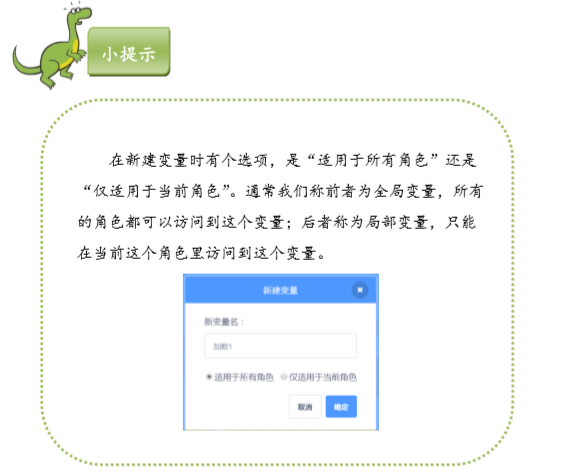 小提示
在新建变量时有个选项，是“适用于所有角色”还是
“仅适用于当前角色”。通常我们称前者为全局变量，所有
的角色都可以访问到这个变量；后者称为局部变量，只能
在当前这个角色里访问到这个变量。
新建变量
新变量名：
适用于所有角色 仅适用于当前角色
取消 确定